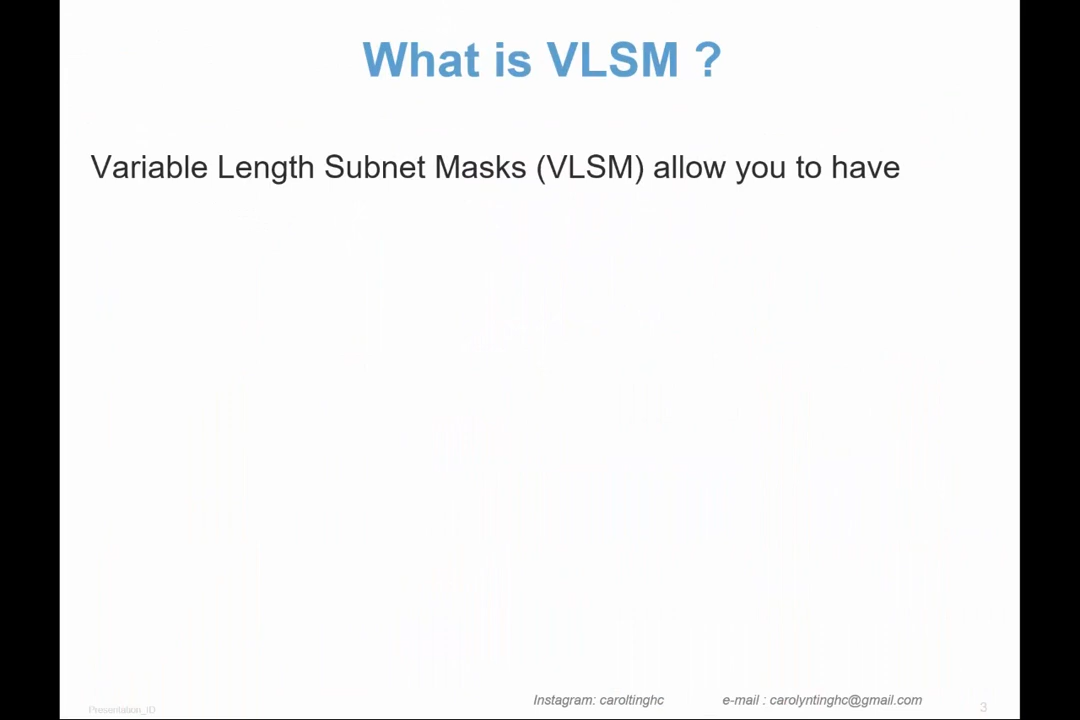 What is VLSM ?
Variable Length Subnet Masks (VLSM) allow you to have
Presentation_ID
Instagram: caroltinghc e-mail : carolyntinghc@gmail.com
3